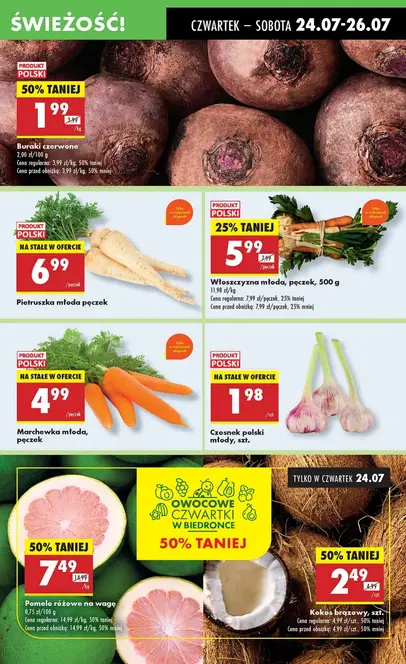 ŚWIEŻOŚĆ!
CZWARTEK – SOBOTA 24.07-26.07
PRODUKT
POLSKI
50% TANIEJ
1.99 3,99
/kg
Buraki czerwone
2,00 zł/100 g
Cena regularna: 3,99 zł/kg, 50% taniej
Cena przed obniżką: 3,99 zł/kg, 50% mniej
PRODUKT
POLSKI
NA STAŁE W OFERCIE
6.99
/pęczek
Pietruszka młoda pęczek
PRODUKT
POLSKI
25% TANIEJ
5.99 7,99
/pęczek
Włoszczyzna młoda, pęczek, 500 g
11,98 zł/kg
Cena regularna: 7,99 zł/pęczek, 25% taniej
Cena przed obniżką: 7,99 zł/pęczek, 25% mniej
PRODUKT
POLSKI
NA STAŁE W OFERCIE
4.99
/pęczek
Marchewka młoda,
pęczek
PRODUKT
POLSKI
NA STAŁE W OFERCIE
1.98
/szt.
Czosnek polski
młody, szt.
TYLKO W CZWARTEK 24.07
OWOCOWE
CZWARTKI
W BIEDRONCE
50% TANIEJ
50% TANIEJ
7.49 14,99
/kg
Pomelo różowe na wagę
0,75 zł/100 g
Cena regularna: 14,99 zł/kg, 50% taniej
Cena przed obniżką: 14,99 zł/kg, 50% mniej
50% TANIEJ
2.49 4,99
/szt.
Kokos brązowy, szt.
Cena regularna: 4,99 zł/szt., 50% taniej
Cena przed obniżką: 4,99 zł/szt., 50% mniej